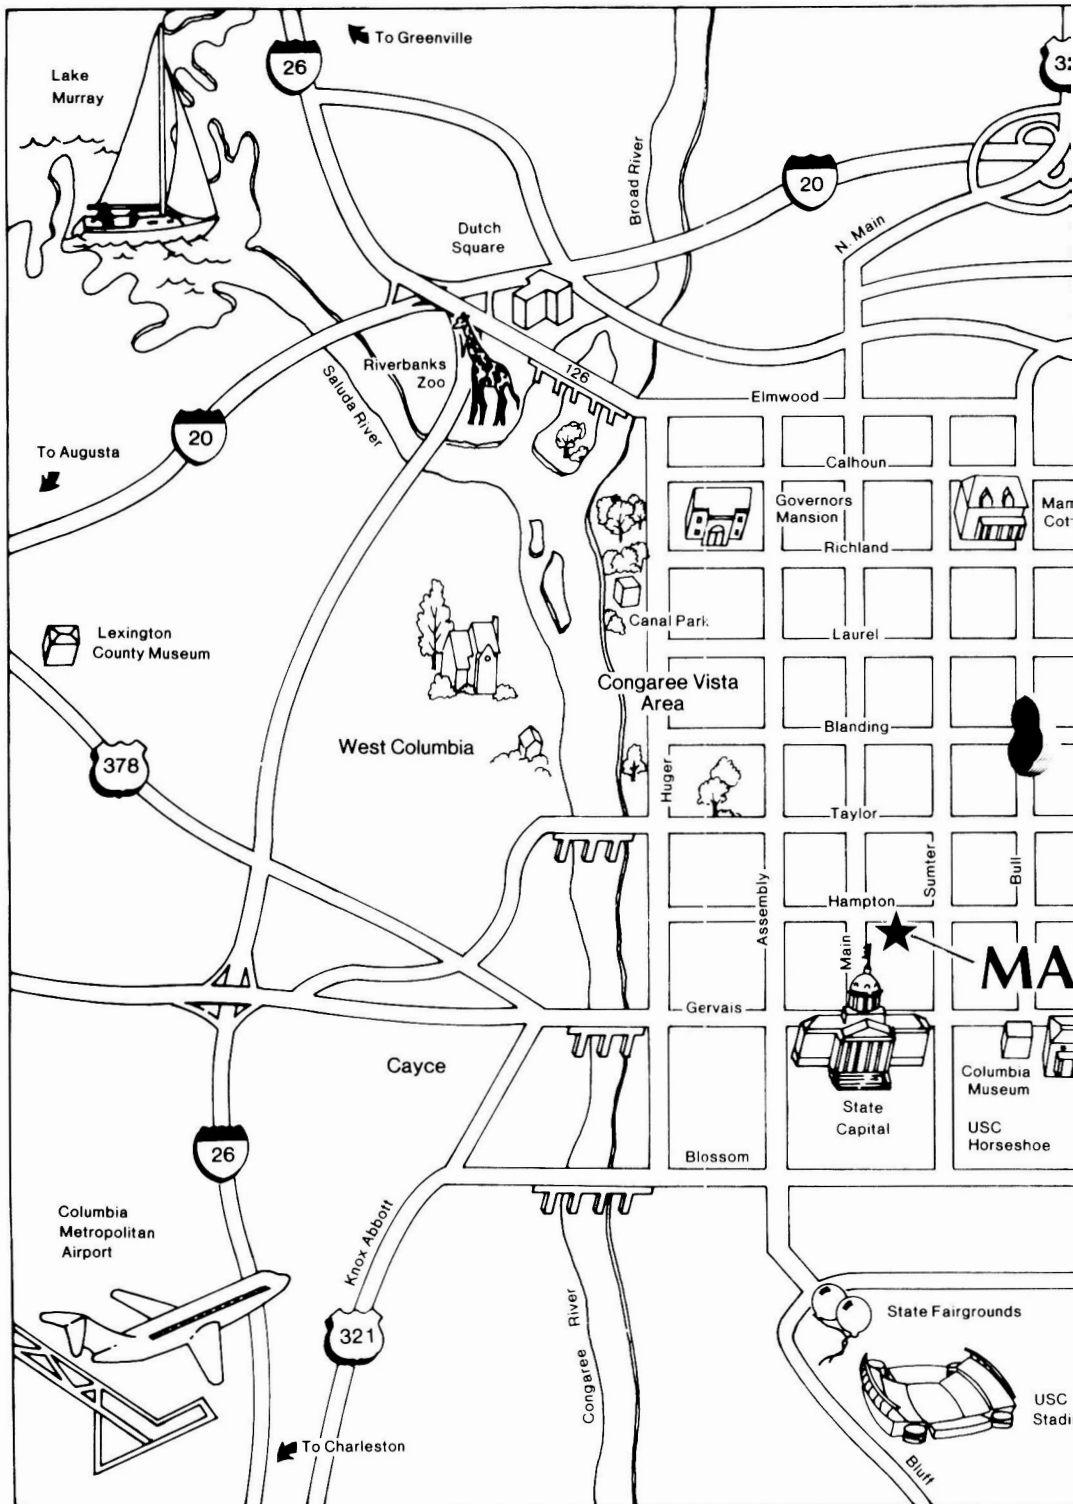 To Greenville
26
32
Lake
Murray
Broad River
20
N. Main
Dutch
Square
Riverbanks
Zoo
126
Elmwood
Saluda River
20
To Augusta
Calhoun
Governors
Mansion
Richland
Lexington
County Museum
Canal Park
Laurel
Congaree Vista
Area
Blanding
West Columbia
378
Huger
Taylor
Assembly
Main
Sumter
Bull
Hampton
MA
Gervais
Cayce
Columbia
Museum
State
Capital
USC
Horseshoe
26
Blossom
Columbia
Metropolitan
Airport
Knox Abbott
321
Congaree River
State Fairgrounds
USC
To Charleston
Bluff